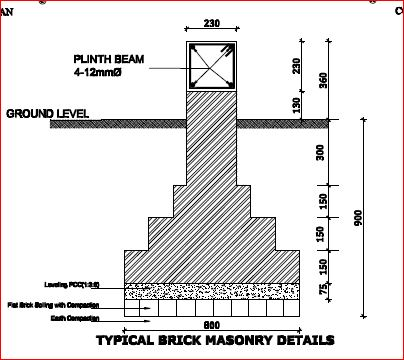 AN
C
230
PLINTH BEAM
4-12mmØ
230
360
130
GROUND LEVEL
300
900
150
150
150
Leveling PCC(1:3:6)
75
Flat Brick Soiling with Compaction
Earth Compaction
800
TYPICAL BRICK MASONRY DETAILS